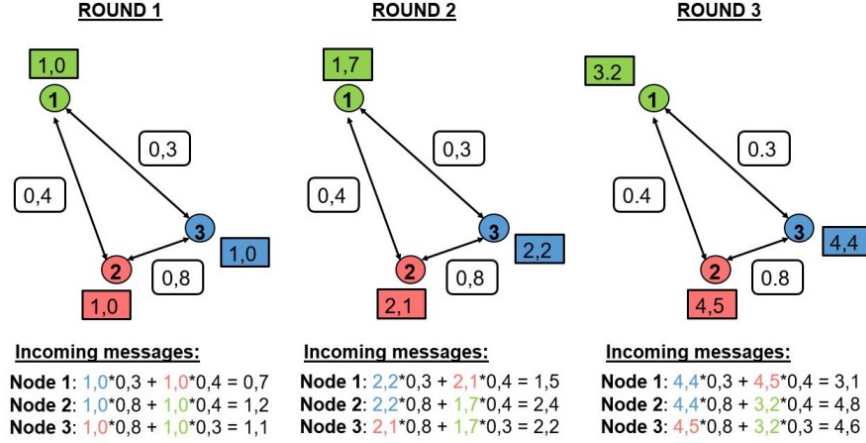 ROUND 1
1,0
1
0,3
0,4
3
1,0
2
0,8
1,0
Incoming messages:
Node 1: 1,0*0,3 + 1,0*0,4 = 0,7
Node 2: 1,0*0,8 + 1,0*0,4 = 1,2
Node 3: 1,0*0,8 + 1,0*0,3 = 1,1
ROUND 2
1,7
1
0,3
0,4
3
2,2
2
0,8
2,1
Incoming messages:
Node 1: 2,2*0,3 + 2,1*0,4 = 1,5
Node 2: 2,2*0,8 + 1,7*0,4 = 2,4
Node 3: 2,1*0,8 + 1,7*0,3 = 2,2
ROUND 3
3.2
1
0.3
0.4
3
4,4
2
0.8
4,5
Incoming messages:
Node 1: 4,4*0,3 + 4,5*0,4 = 3,1
Node 2: 4,4*0,8 + 3,2*0,4 = 4,8
Node 3: 4,5*0,8 + 3,2*0,3 = 4,6